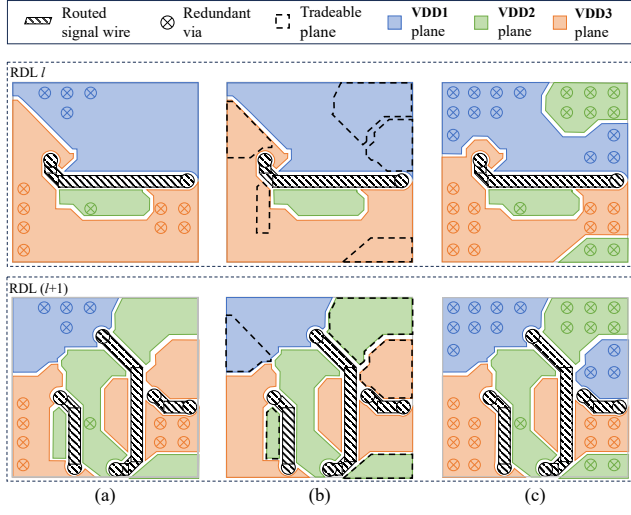 Routed
signal wire
Redundant
via
Tradeable
plane
VDD1
plane
VDD2
plane
VDD3
plane
RDL l
RDL (l+1)
(a)
(b)
(c)